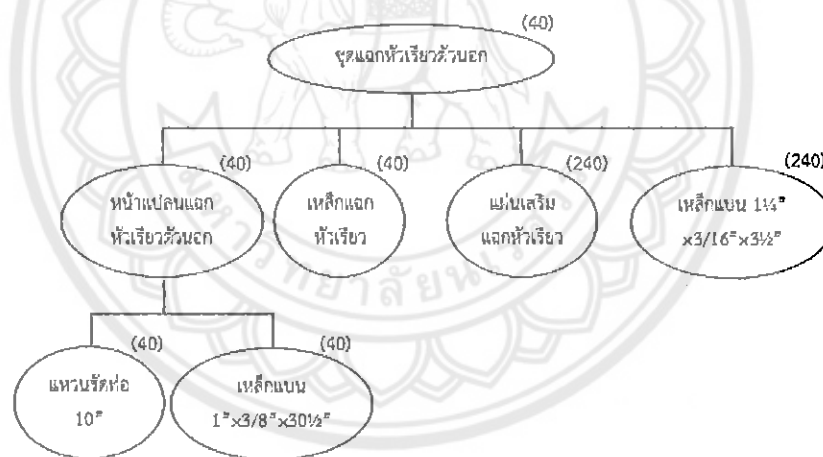 (40)
ชุดแฉกหัวเรียวตัวนอก
(40)
หน้าแปลนแฉก
หัวเรียวตัวนอก
(40)
เหล็กแฉก
หัวเรียว
(240)
แผ่นเสริม
แฉกหัวเรียว
(240)
เหล็กแบน 1¼"
x3/16"x3½"
(40)
แหวนรัดท่อ
10"
(40)
เหล็กแบน
1"x3/8"x30½"